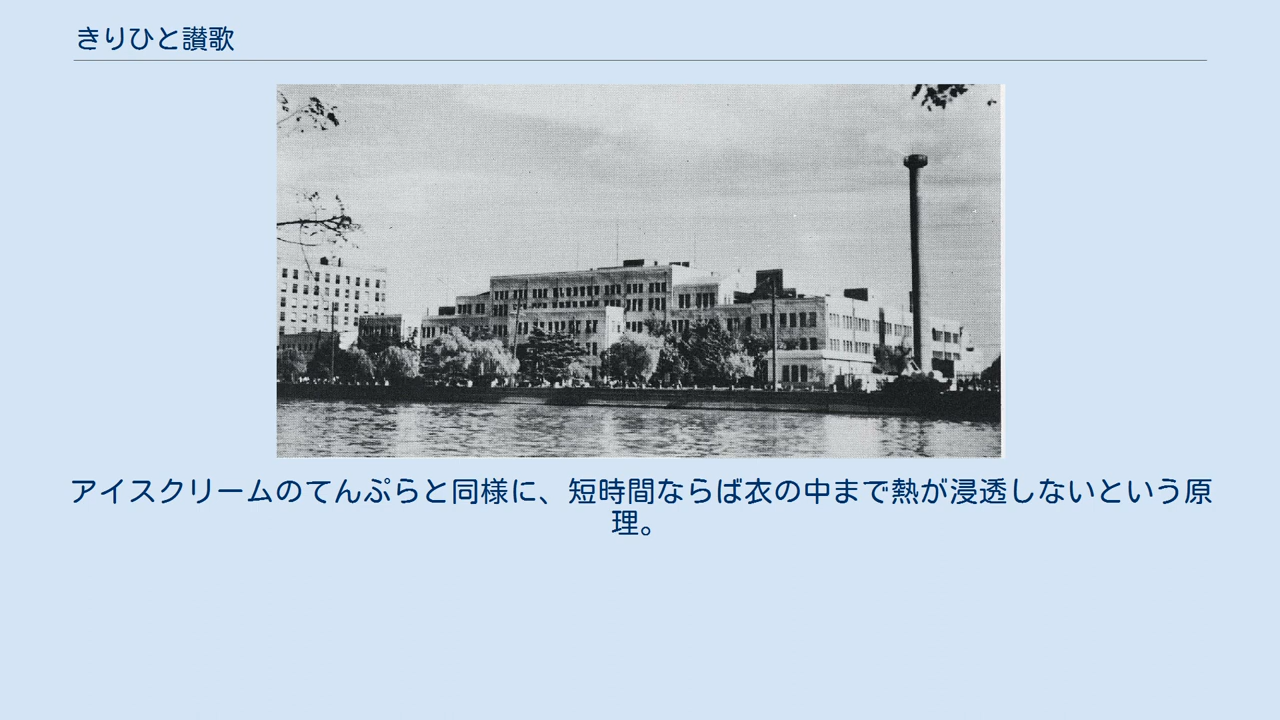 きりひと讃歌
アイスクリームのてんぷらと同様に、短時間ならば衣の中まで熱が浸透しないという原
理。